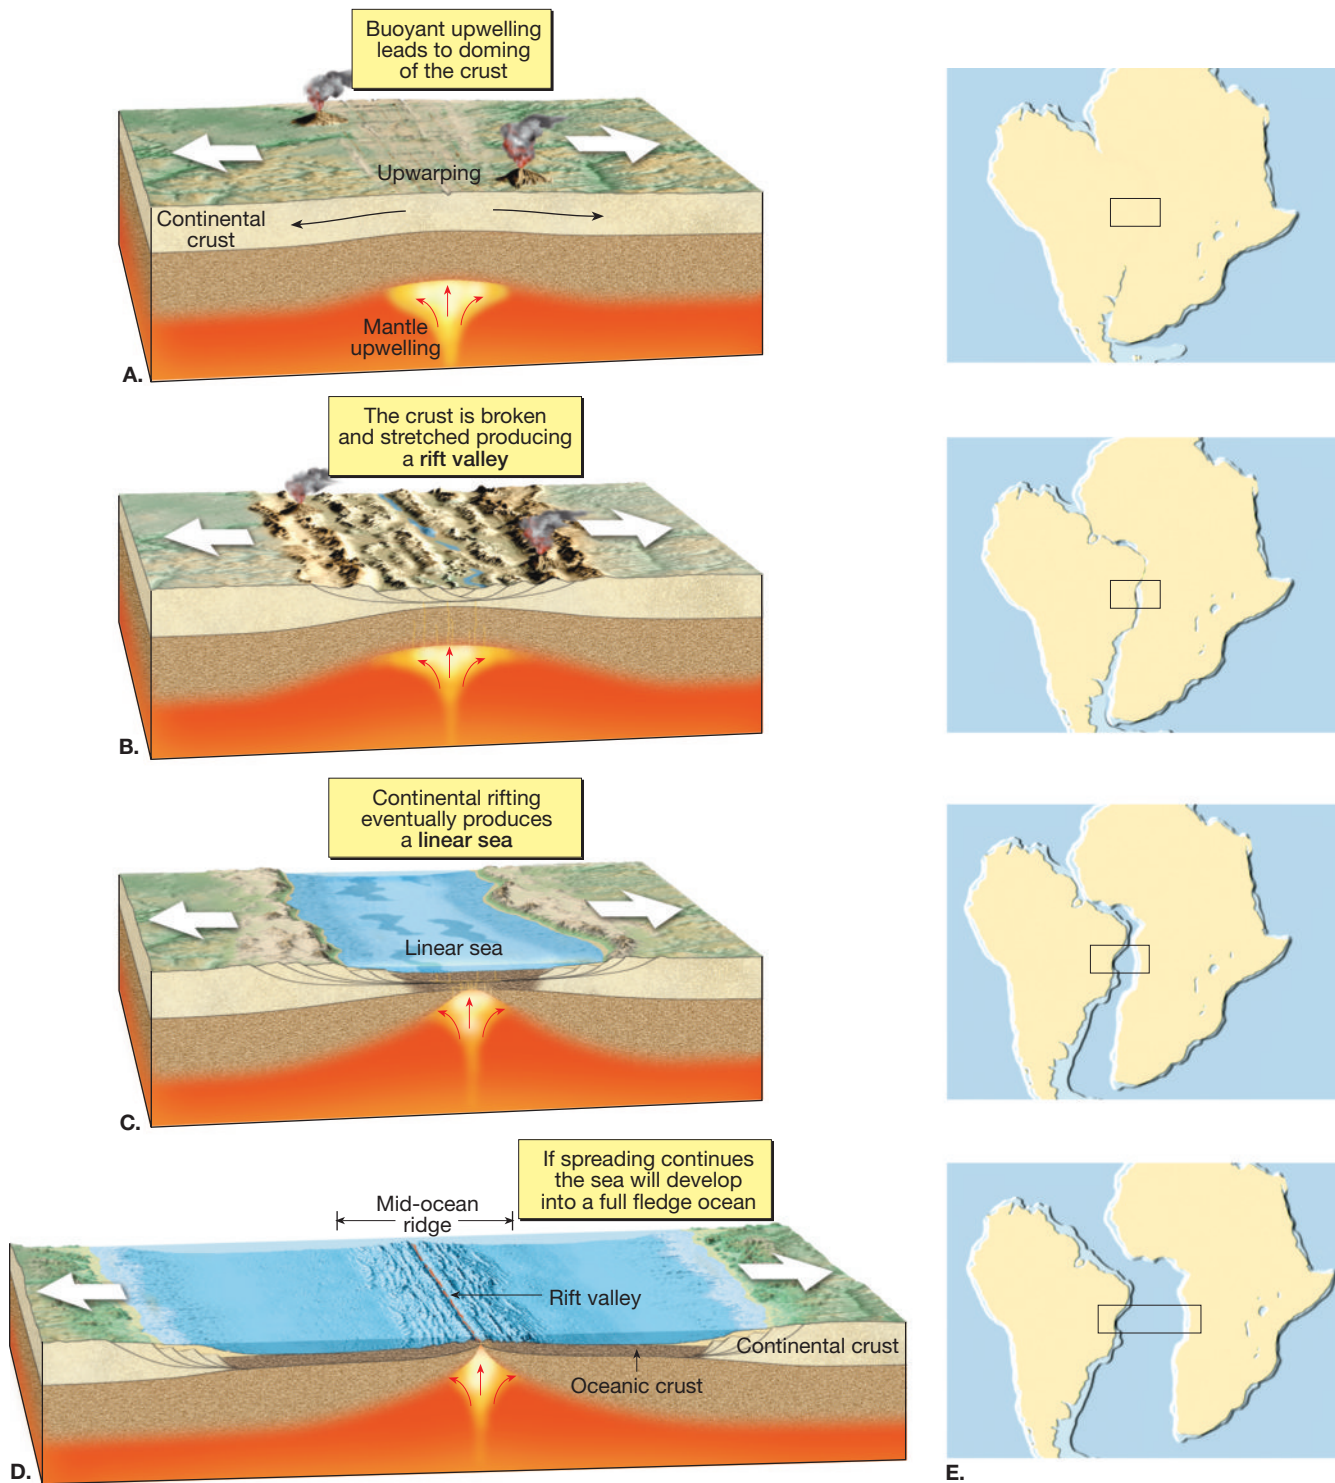 Buoyant upwelling
leads to doming
of the crust
Upwarping
Continental
crust
Mantle
upwelling
A.
The crust is broken
and stretched producing
a rift valley
B.
Continental rifting
eventually produces
a linear sea
Linear sea
C.
If spreading continues
the sea will develop
into a full fledge ocean
Mid-ocean
ridge
Rift valley
Continental crust
Oceanic crust
D.
E.